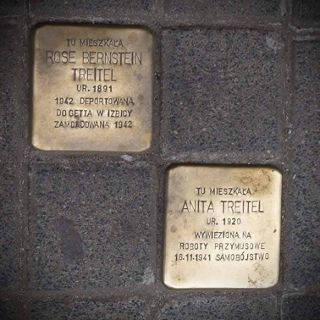 TU MIESZKAŁA
ROSE BERNSTEIN
TREITEL
UR. 1891
1942 DEPORTOWANA
DO GETTA W IZBICY
ZAMORDOWANA 1942
TU MIESZKAŁA
ANITA TREITEL
UR. 1920
WYWIEZIONA NA
ROBOTY PRZYMUSOWE
18.11.1941 SAMOBÓJSTWO